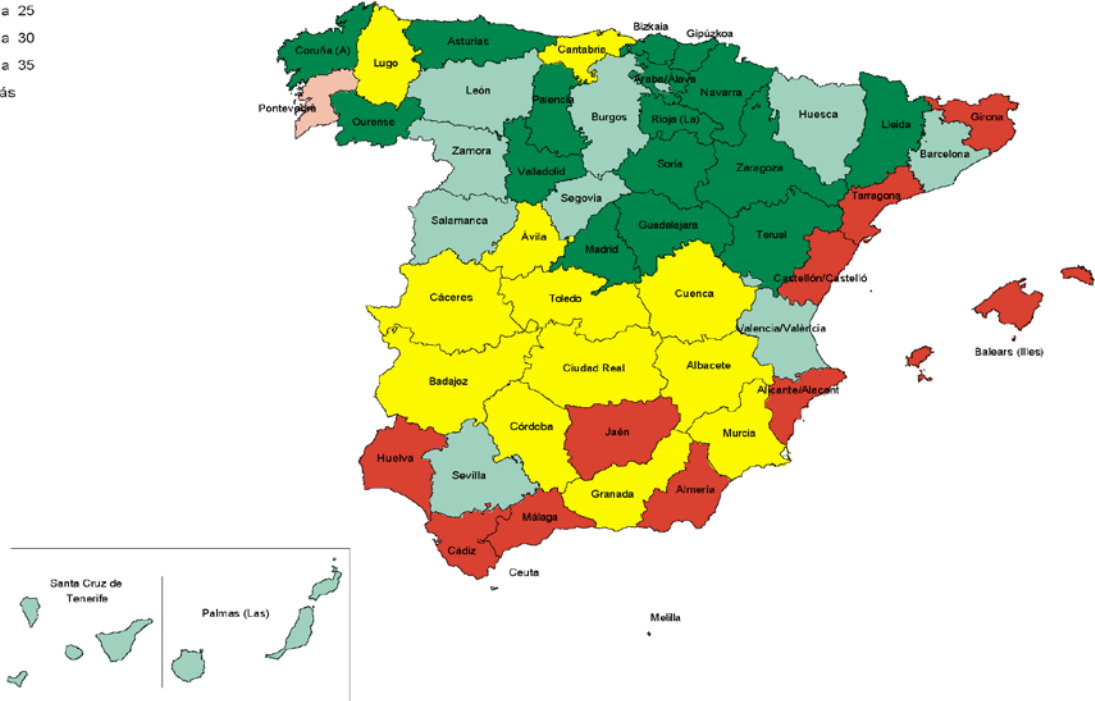 a 25
a 30
a 35
ás
Bizkaia
Gipúzkoa
Asturias
Cantabria
Coruña (A)
Lugo
Araba/Álava
Navarra
León
Palencia
Burgos
Rioja (La)
Huesca
Lleida
Girona
Pontevedra
Ourense
Barcelona
Zamora
Soria
Zaragoza
Valladolid
Segovia
Tarragona
Salamanca
Guadalajara
Teruel
Ávila
Madrid
Castellón/Castelló
Cáceres
Toledo
Cuenca
Valencia/València
Balears (Illes)
Ciudad Real
Albacete
Badajoz
Alicante/Alacant
Córdoba
Jaén
Murcia
Huelva
Sevilla
Granada
Almería
Málaga
Cádiz
Ceuta
Santa Cruz de
Tenerife
Palmas (Las)
Melilla